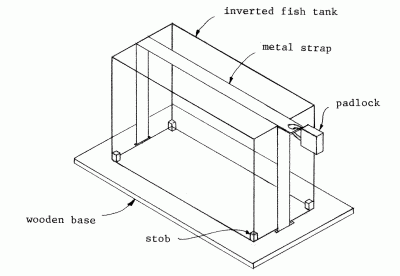 inverted fish tank
metal strap
padlock
wooden base
stob